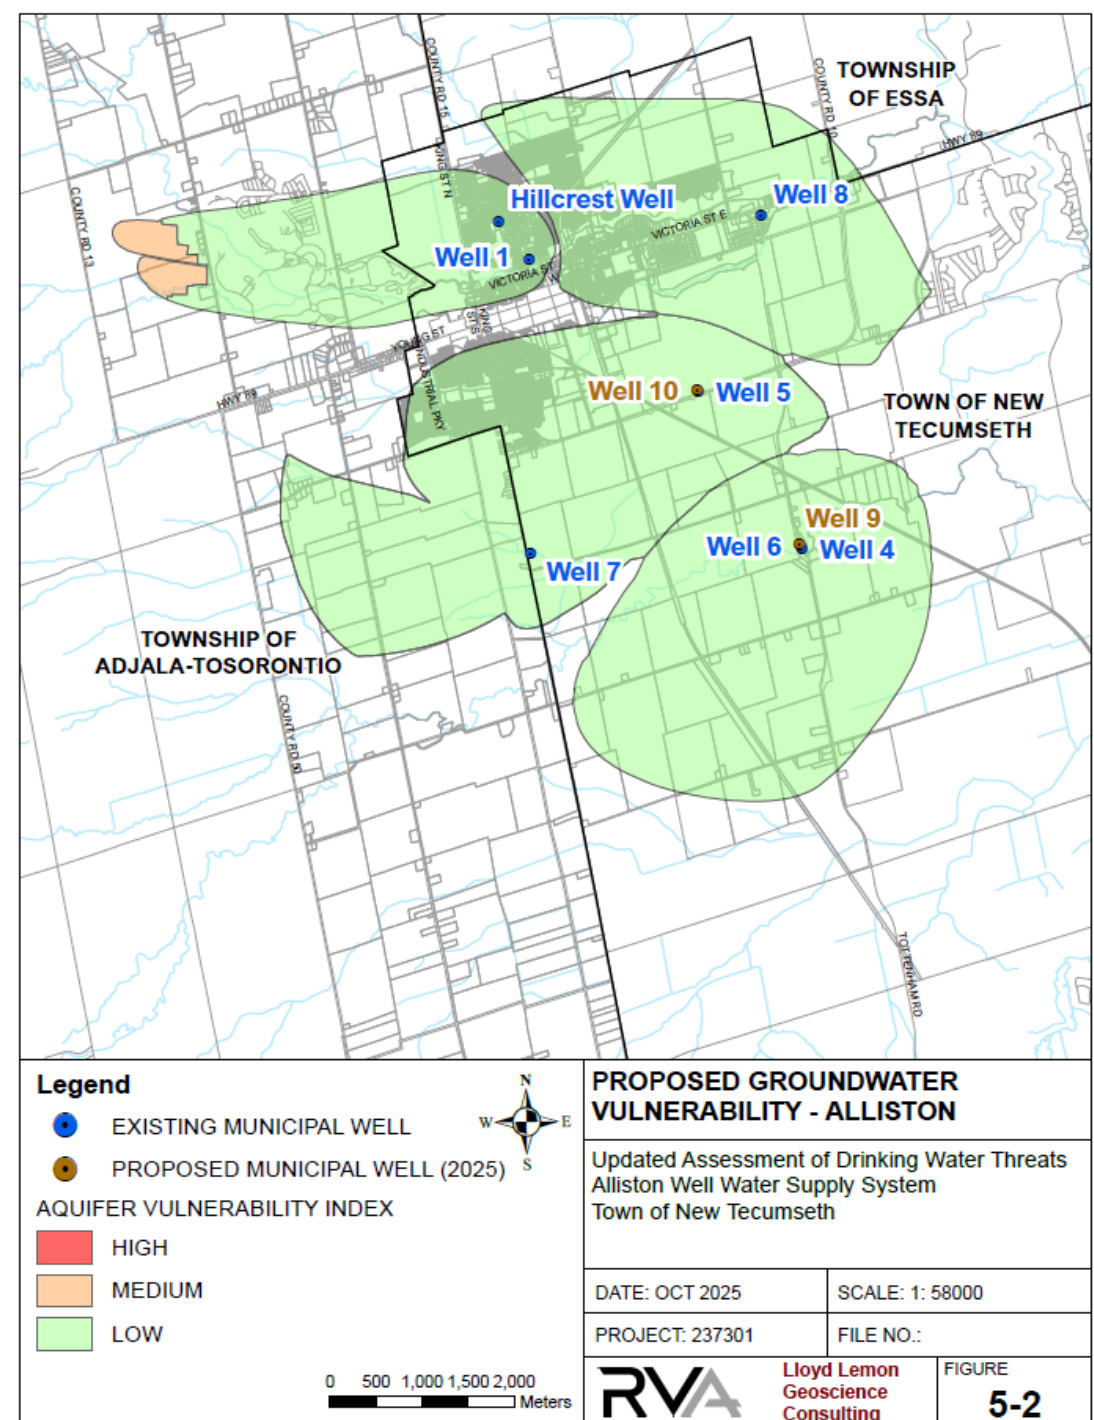 COUNTY RD 15
COUNTY RD 10
TOWNSHIP
OF ESSA
HWY 89
KING ST N
COUNTY RD 13
Hillcrest Well
Well 8
VICTORIA ST E
Well 1
VICTORIA ST
W
KING
ST S
YOUNG ST
INDUSTRIAL PKY
HWY 89
Well 10
Well 5
TOWN OF NEW
TECUMSETH
Well 9
Well 6
Well 4
Well 7
TOWNSHIP OF
ADJALA-TOSORONTIO
COUNTY RD 50
TOTTENHAM RD
Legend
EXISTING MUNICIPAL WELL
PROPOSED MUNICIPAL WELL (2025)
AQUIFER VULNERABILITY INDEX
HIGH
MEDIUM
LOW
N
W E
S
0 500 1,000 1,500 2,000
Meters
PROPOSED GROUNDWATER
VULNERABILITY - ALLISTON
Updated Assessment of Drinking Water Threats
Alliston Well Water Supply System
Town of New Tecumseth
DATE: OCT 2025
SCALE: 1: 58000
PROJECT: 237301
FILE NO.:
RVA
Lloyd Lemon
Geoscience
Consulting
FIGURE
5-2